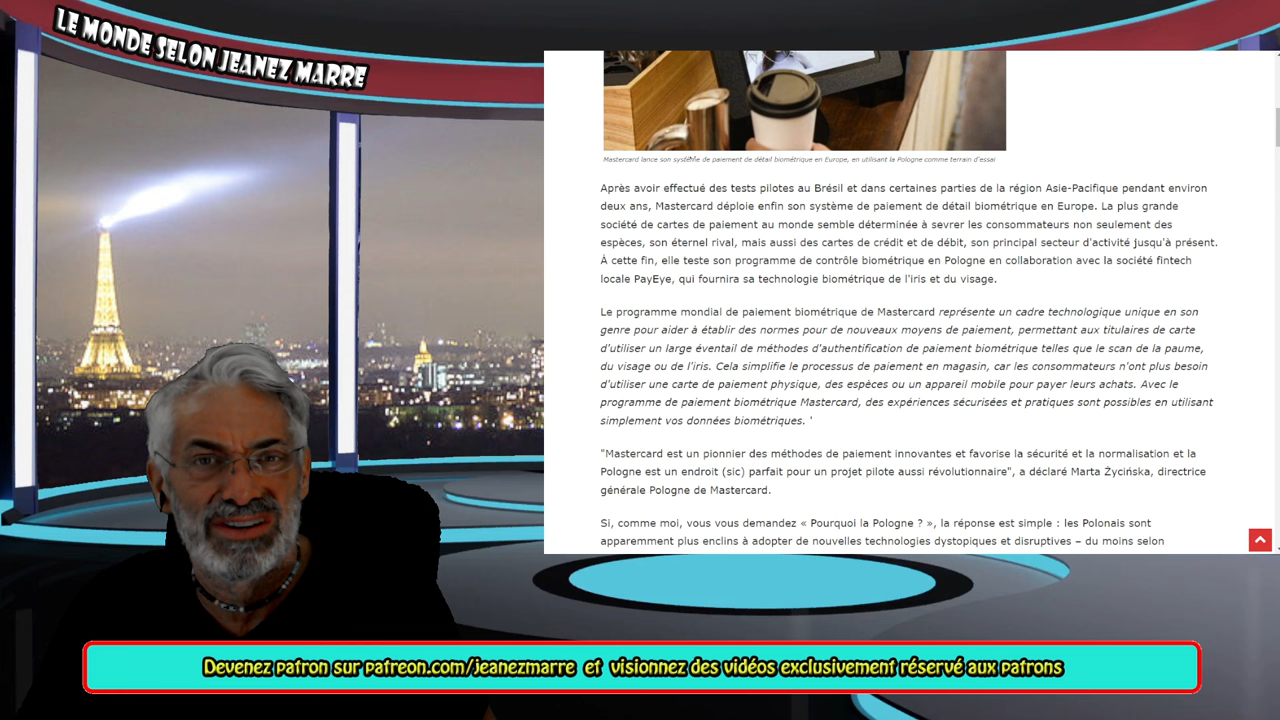 LE MONDE SELON JEANEZ MARRE
Mastercard lance son système de paiement de détail biométrique en Europe, en utilisant la Pologne comme terrain d'essai
Après avoir effectué des tests pilotes au Brésil et dans certaines parties de la région Asie-Pacifique pendant environ
deux ans, Mastercard déploie enfin son système de paiement de détail biométrique en Europe. La plus grande
société de cartes de paiement au monde semble déterminée à sevrer les consommateurs non seulement des
espèces, son éternel rival, mais aussi des cartes de crédit et de débit, son principal secteur d'activité jusqu'à présent.
À cette fin, elle teste son programme de contrôle biométrique en Pologne en collaboration avec la société fintech
locale PayEye, qui fournira sa technologie biométrique de l'iris et du visage.
Le programme mondial de paiement biométrique de Mastercard représente un cadre technologique unique en son
genre pour aider à établir des normes pour de nouveaux moyens de paiement, permettant aux titulaires de carte
d'utiliser un large éventail de méthodes d'authentification de paiement biométrique telles que le scan de la paume,
du visage ou de l'iris. Cela simplifie le processus de paiement en magasin, car les consommateurs n'ont plus besoin
d'utiliser une carte de paiement physique, des espèces ou un appareil mobile pour payer leurs achats. Avec le
programme de paiement biométrique Mastercard, des expériences sécurisées et pratiques sont possibles en utilisant
simplement vos données biométriques. '
"Mastercard est un pionnier des méthodes de paiement innovantes et favorise la sécurité et la normalisation et la
Pologne est un endroit (sic) parfait pour un projet pilote aussi révolutionnaire", a déclaré Marta Życińska, directrice
générale Pologne de Mastercard.
Si, comme moi, vous vous demandez « Pourquoi la Pologne ? », la réponse est simple : les Polonais sont
apparemment plus enclins à adopter de nouvelles technologies dystopiques et disruptives – du moins selon
Devenez patron sur patreon.com/jeanezmarre et visionnez des vidéos exclusivement réservé aux patrons